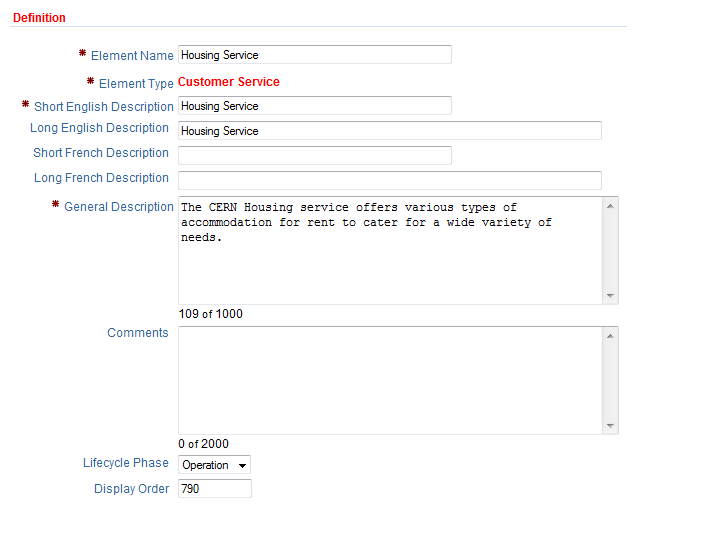 Definition
* Element Name Housing Service
* Element Type Customer Service
* Short English Description Housing Service
Long English Description Housing Service
Short French Description
Long French Description
* General Description The CERN Housing service offers various types of
accommodation for rent to cater for a wide variety of
needs.
109 of 1000
Comments
0 of 2000
Lifecycle Phase Operation
Display Order 790